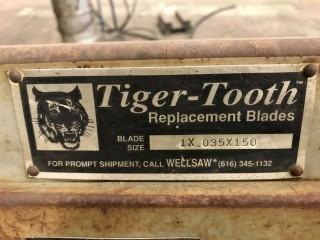 Tiger-Tooth™
Replacement Blades
BLADE SIZE 1X.035X150
FOR PROMPT SHIPMENT, CALL WELLSAW® (616) 345-1132